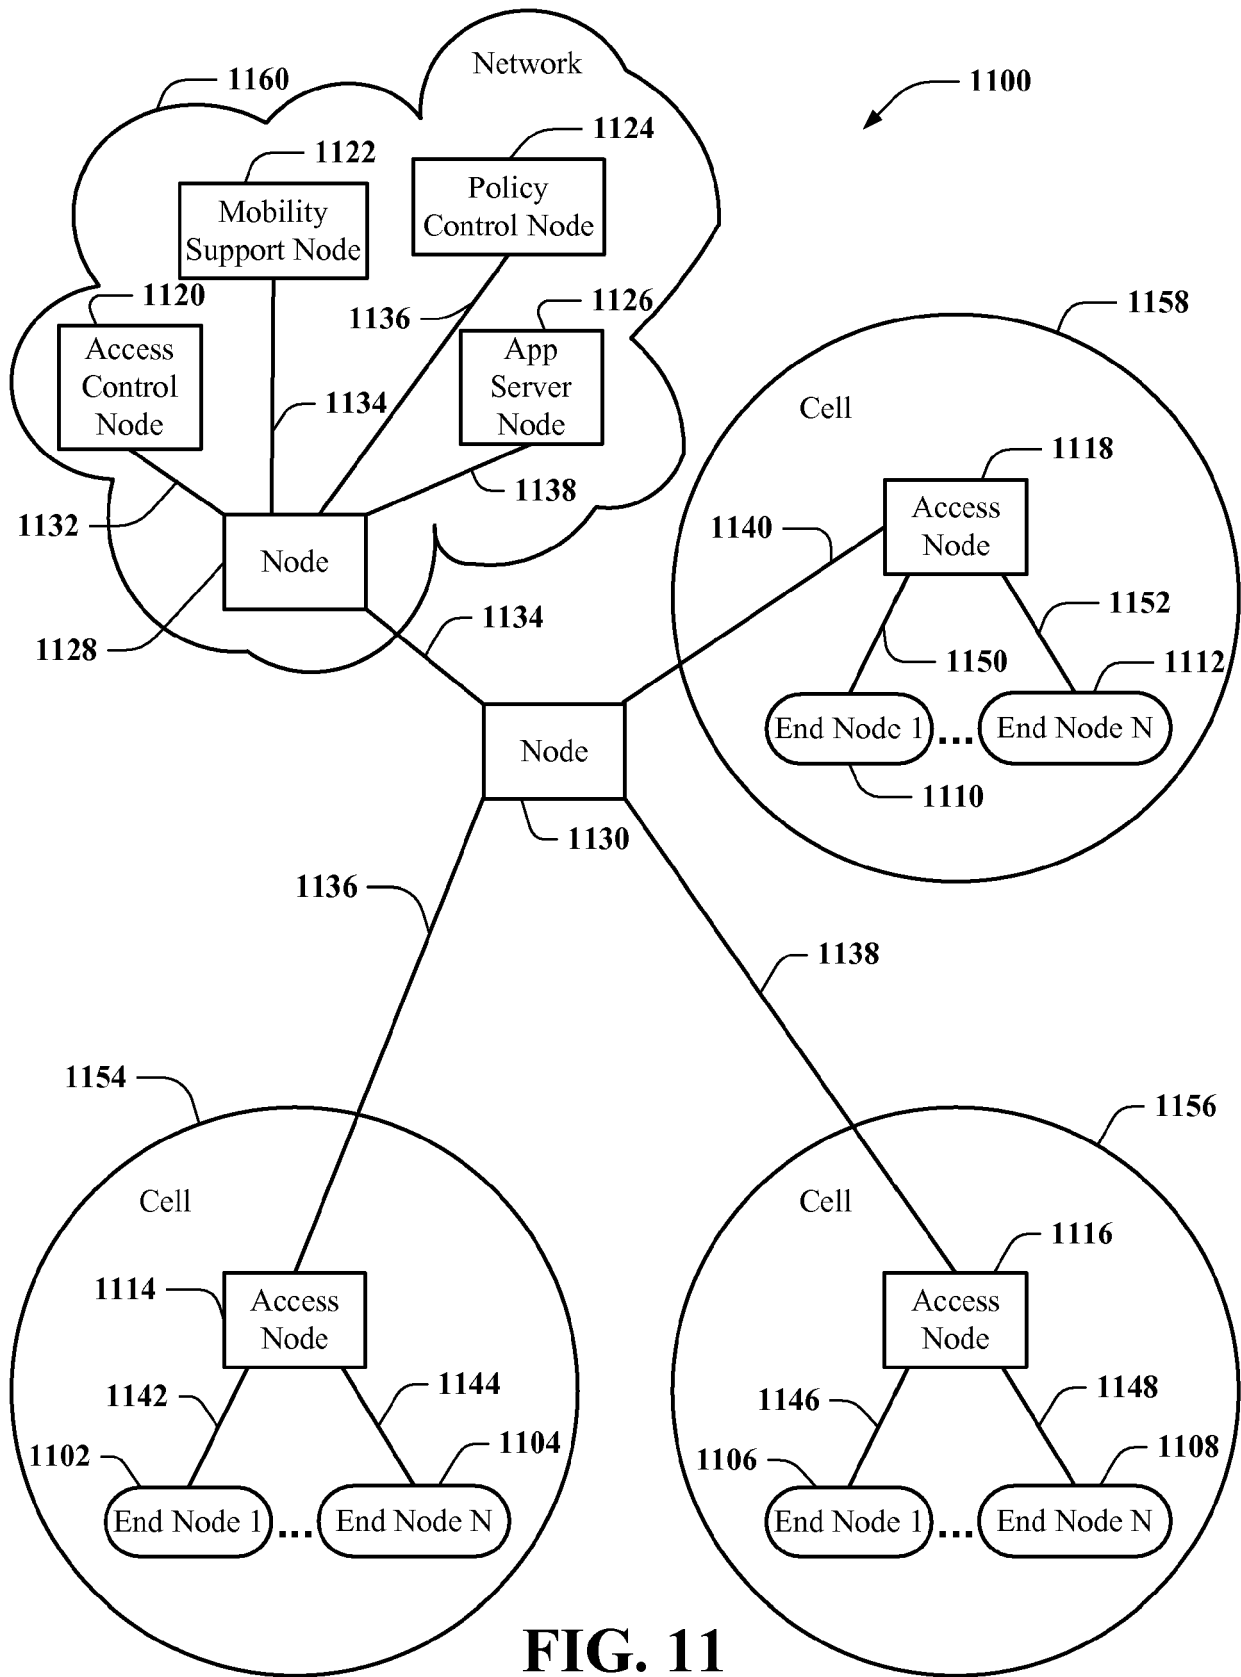 Network
1160
1100
1124
1122
Policy
Control Node
Mobility
Support Node
1120
1136
1126
1158
Access
Control
Node
App
Server
Node
1134
Cell
1118
1138
1132
1140
Access
Node
Node
1134
1152
1128
1150
1112
End Node 1
...
End Node N
Node
1110
1130
1136
1138
1154
1156
Cell
Cell
1116
1114
Access
Node
Access
Node
1142
1144
1146
1148
1102
1104
1106
1108
End Node 1
...
End Node N
End Node 1
...
End Node N
FIG. 11